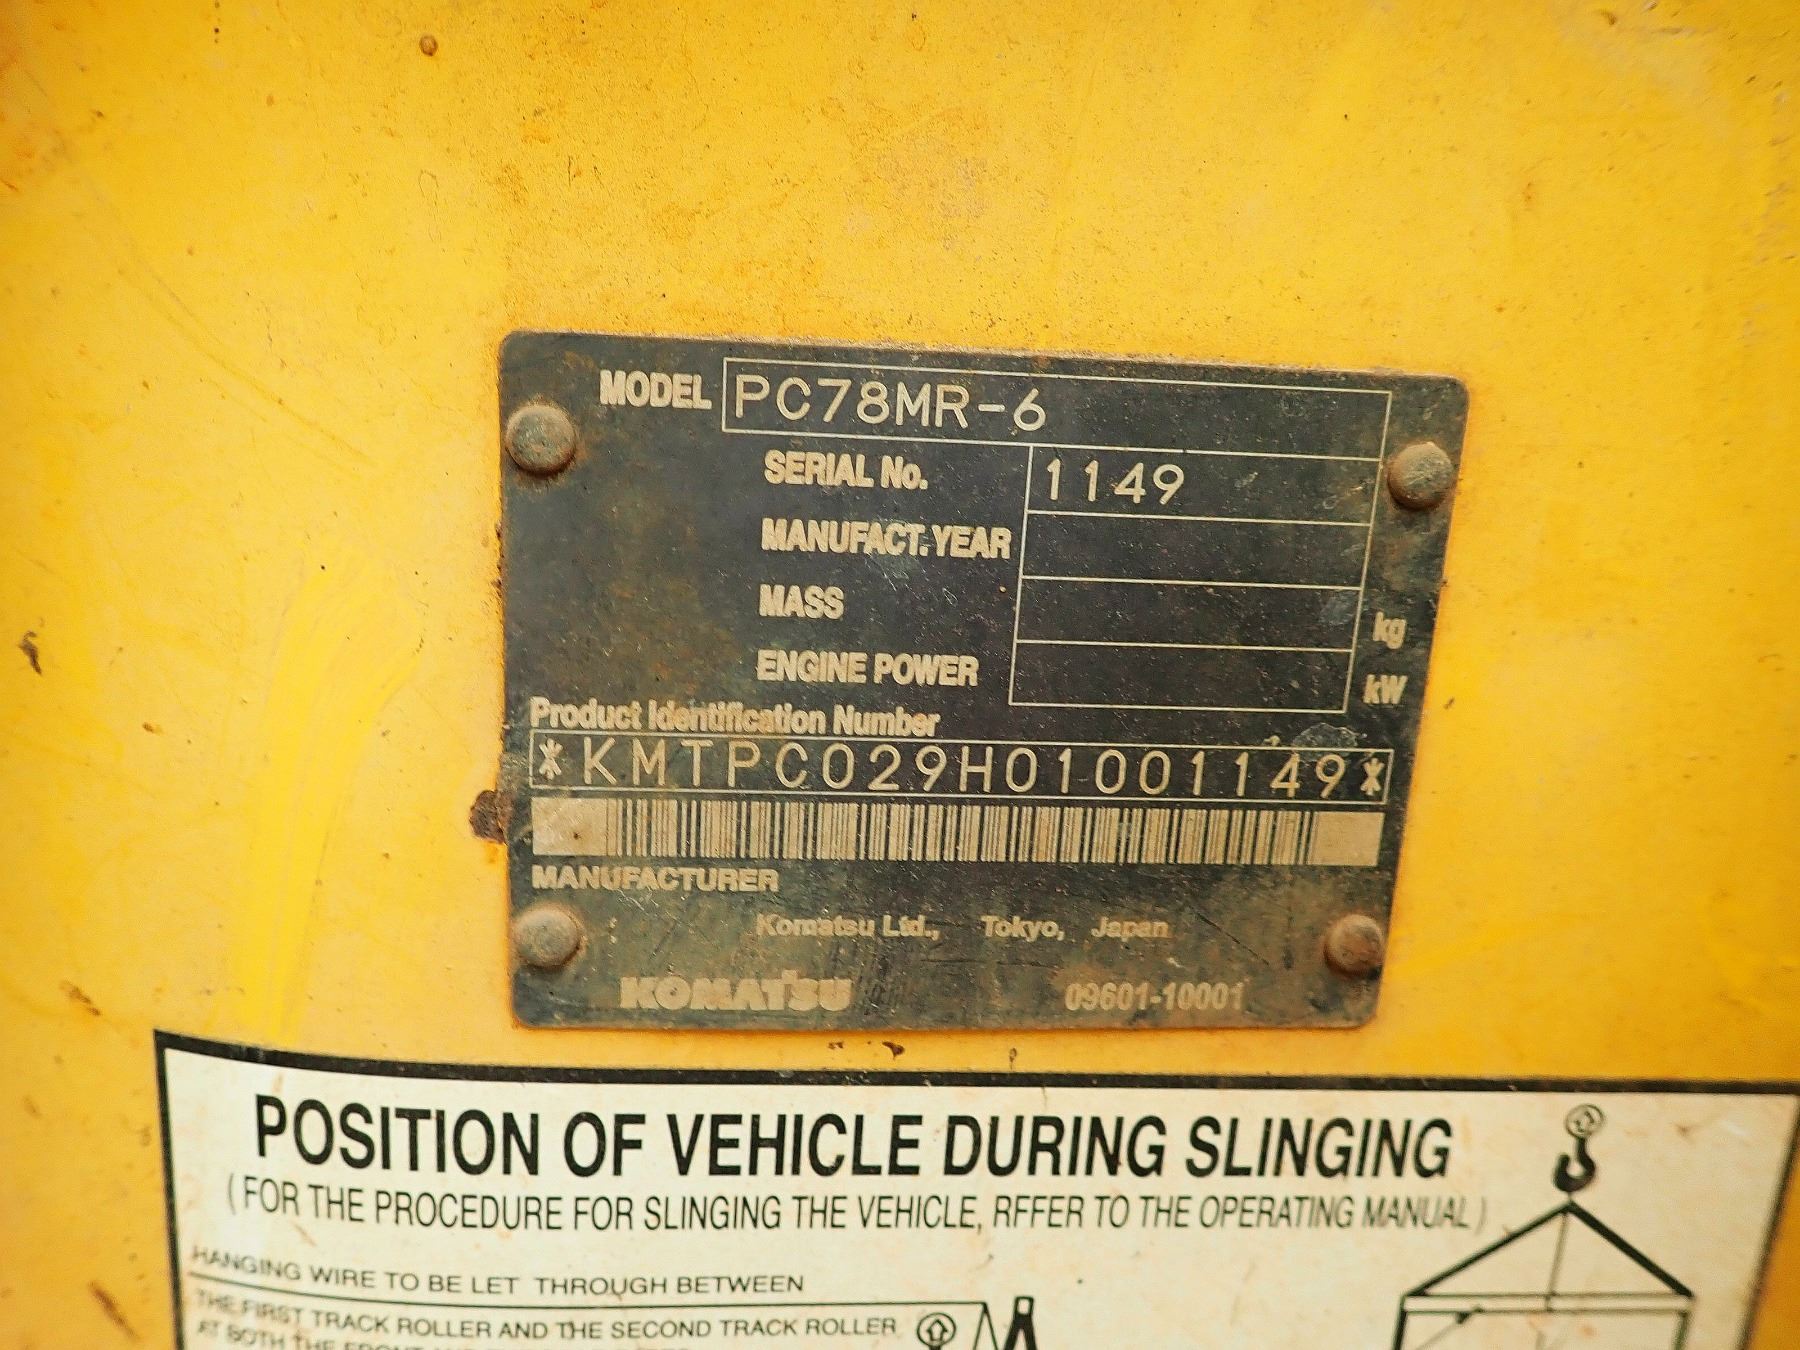 MODEL PC78MR-6
SERIAL No. 1149
MANUFACT. YEAR
MASS kg
ENGINE POWER kW
Product Identification Number
*KMTPC029H01001149*
MANUFACTURER
Komatsu Ltd., Tokyo, Japan
KOMATSU 09601-10001
POSITION OF VEHICLE DURING SLINGING
(FOR THE PROCEDURE FOR SLINGING THE VEHICLE, RFFER TO THE OPERATING MANUAL)
HANGING WIRE TO BE LET THROUGH BETWEEN
THE FIRST TRACK ROLLER AND THE SECOND TRACK ROLLER
AT BOTH THE FRONT